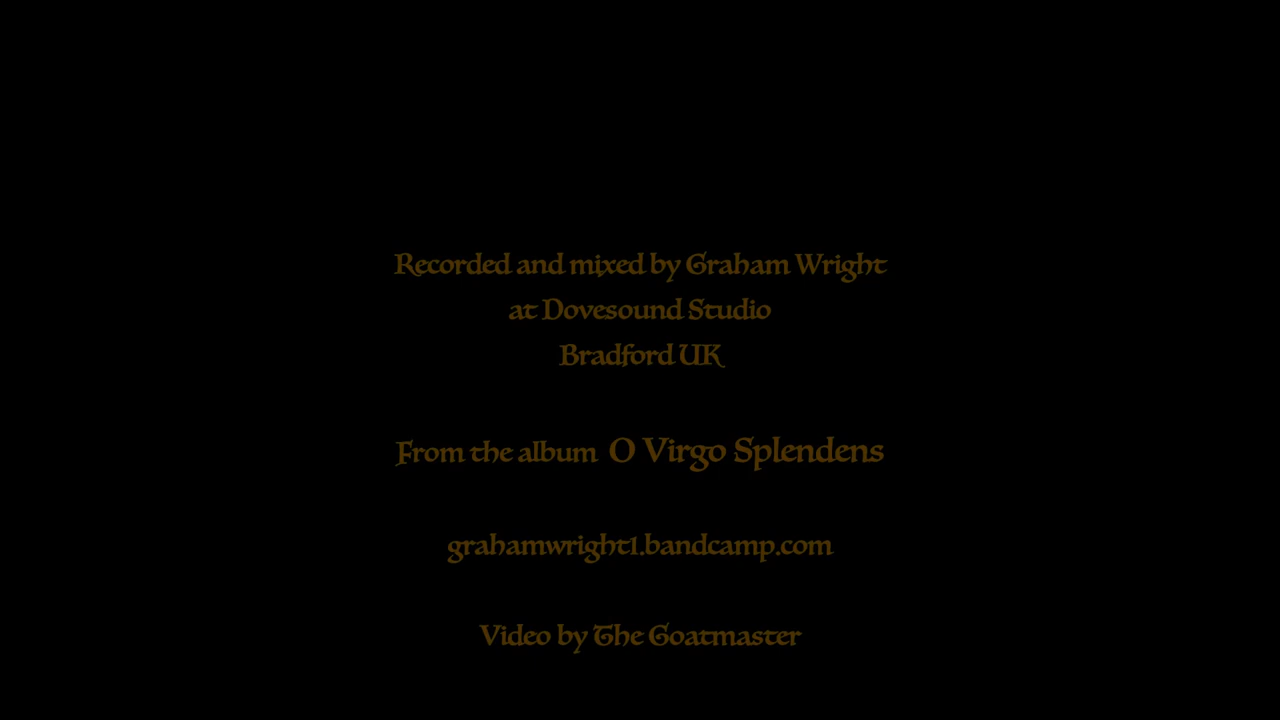 Recorded and mixed by Graham Wright
at Dovesound Studio
Bradford UK
From the album O Virgo Splendens
grahamwright1.bandcamp.com
Video by The Goatmaster